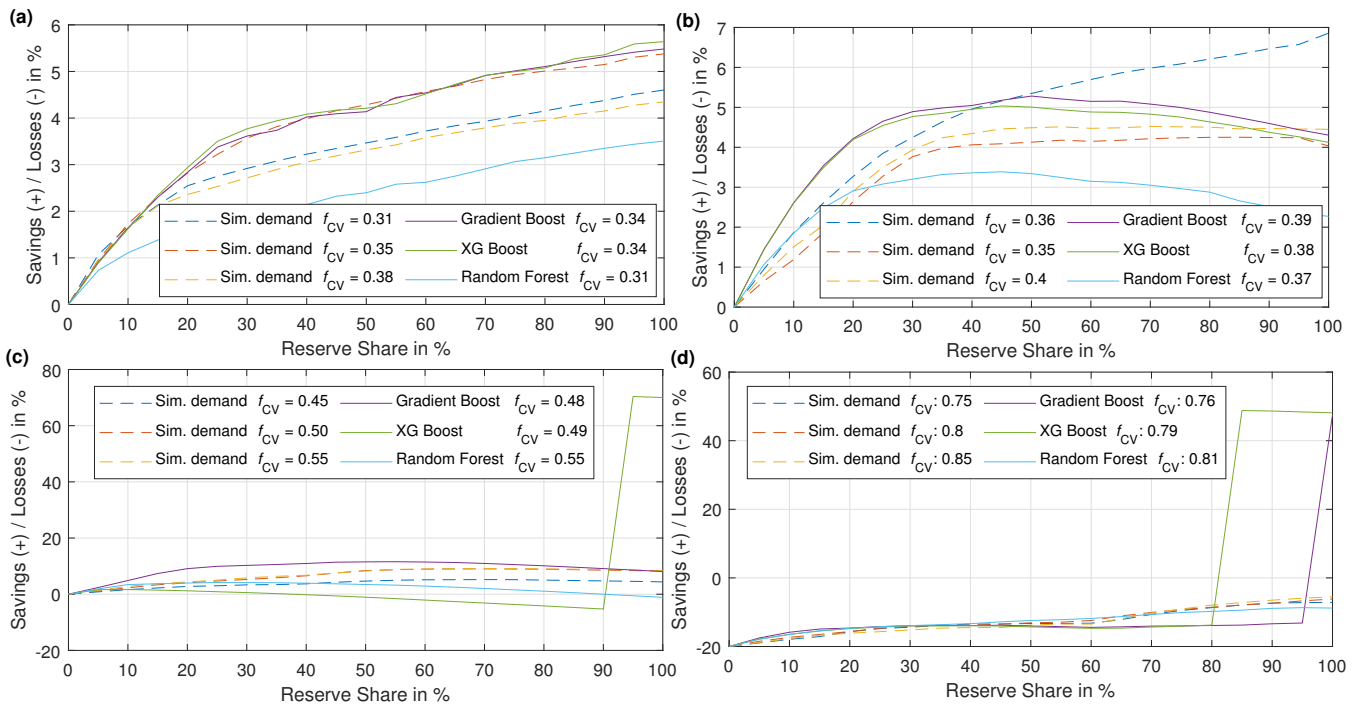 (a)
Savings (+) / Losses (-) in %
6
5
4
3
2
1
0
Sim. demand f_CV = 0.31
Sim. demand f_CV = 0.35
Sim. demand f_CV = 0.38
Gradient Boost f_CV = 0.34
XG Boost f_CV = 0.34
Random Forest f_CV = 0.31
0 10 20 30 40 50 60 70 80 90 100
Reserve Share in %
(b)
Savings (+) / Losses (-) in %
7
6
5
4
3
2
1
0
Sim. demand f_CV = 0.36
Sim. demand f_CV = 0.35
Sim. demand f_CV = 0.4
Gradient Boost f_CV = 0.39
XG Boost f_CV = 0.38
Random Forest f_CV = 0.37
0 10 20 30 40 50 60 70 80 90 100
Reserve Share in %
(c)
Savings (+) / Losses (-) in %
80
60
40
20
0
-20
Sim. demand f_CV = 0.45
Sim. demand f_CV = 0.50
Sim. demand f_CV = 0.55
Gradient Boost f_CV = 0.48
XG Boost f_CV = 0.49
Random Forest f_CV = 0.55
0 10 20 30 40 50 60 70 80 90 100
Reserve Share in %
(d)
Savings (+) / Losses (-) in %
60
40
20
0
-20
Sim. demand f_CV: 0.75
Sim. demand f_CV: 0.8
Sim. demand f_CV: 0.85
Gradient Boost f_CV: 0.76
XG Boost f_CV: 0.79
Random Forest f_CV: 0.81
0 10 20 30 40 50 60 70 80 90 100
Reserve Share in %